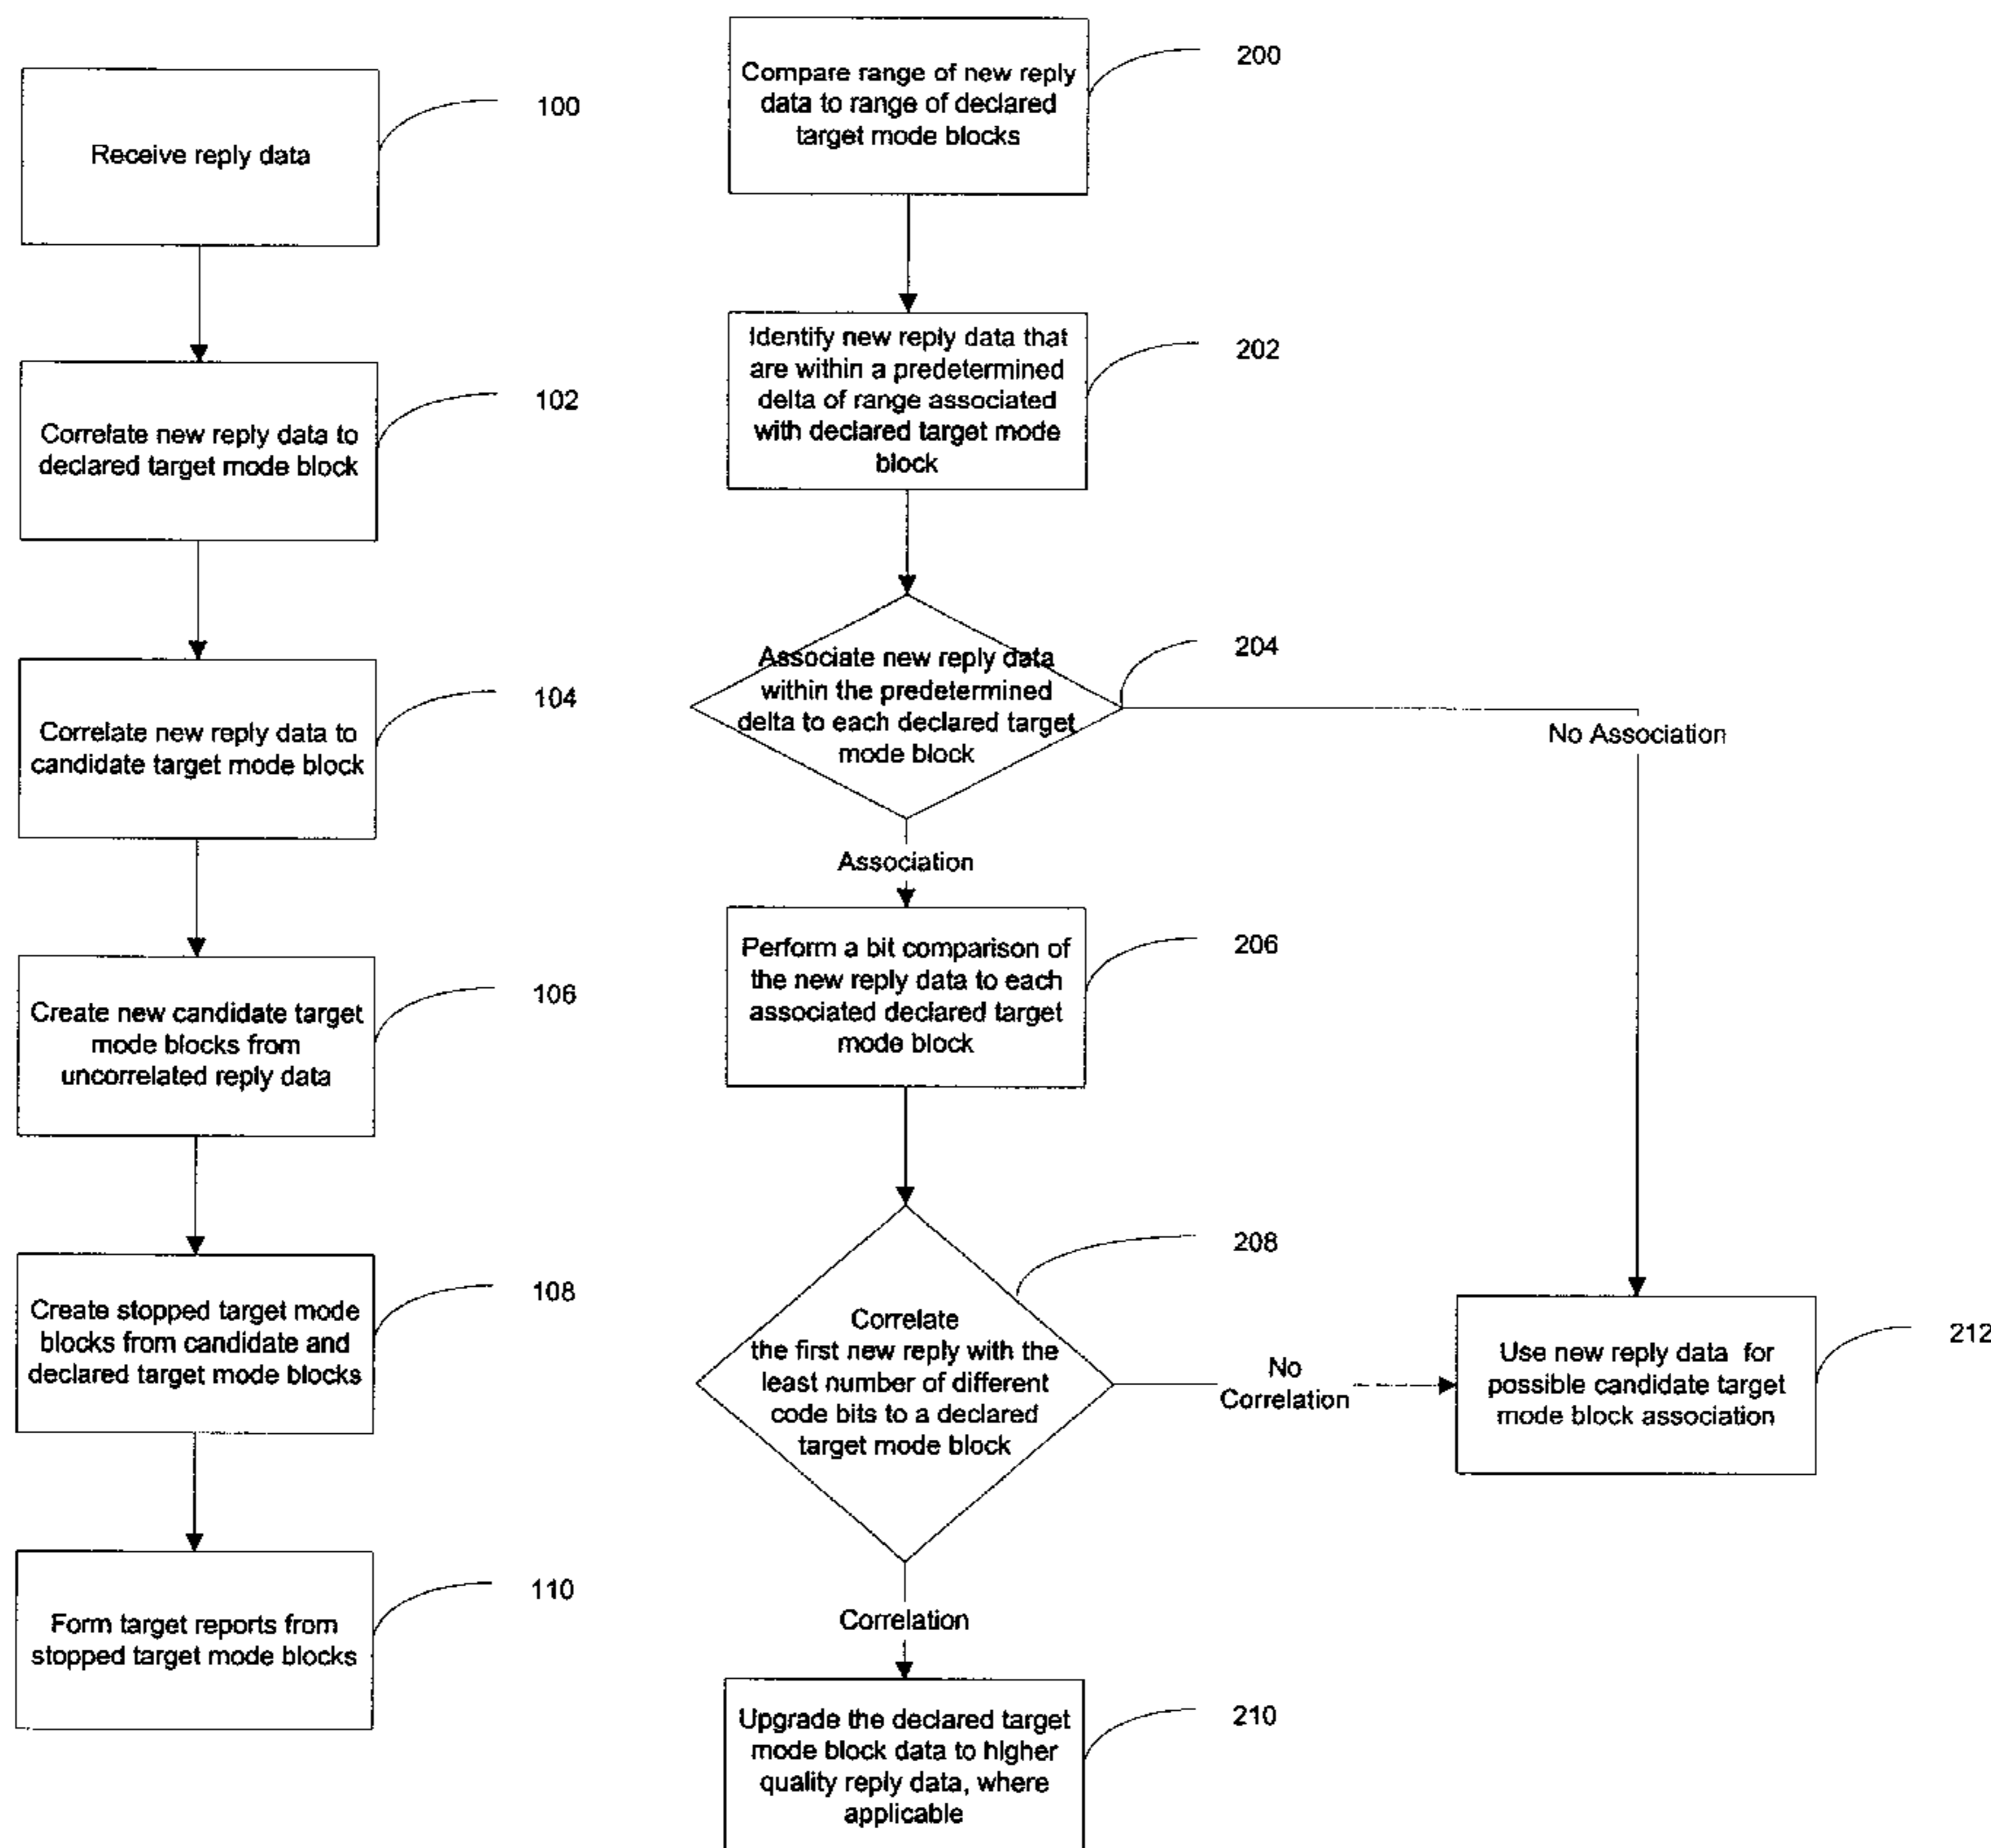 Receive reply data
100
Correlate new reply data to
declared target mode block
102
Correlate new reply data to
candidate target mode block
104
Create new candidate target
mode blocks from
uncorrelated reply data
106
Create stopped target mode
blocks from candidate and
declared target mode blocks
108
Form target reports from
stopped target mode blocks
110
Compare range of new reply
data to range of declared
target mode blocks
200
Identify new reply data that
are within a predetermined
delta of range associated
with declared target mode
block
202
Associate new reply data
within the predetermined
delta to each declared target
mode block
204
No Association
Association
Perform a bit comparison of
the new reply data to each
associated declared target
mode block
206
Correlate
the first new reply with the
least number of different
code bits to a declared
target mode block
208
No
Correlation
Use new reply data for
possible candidate target
mode block association
212
Correlation
Upgrade the declared target
mode block data to higher
quality reply data, where
applicable
210